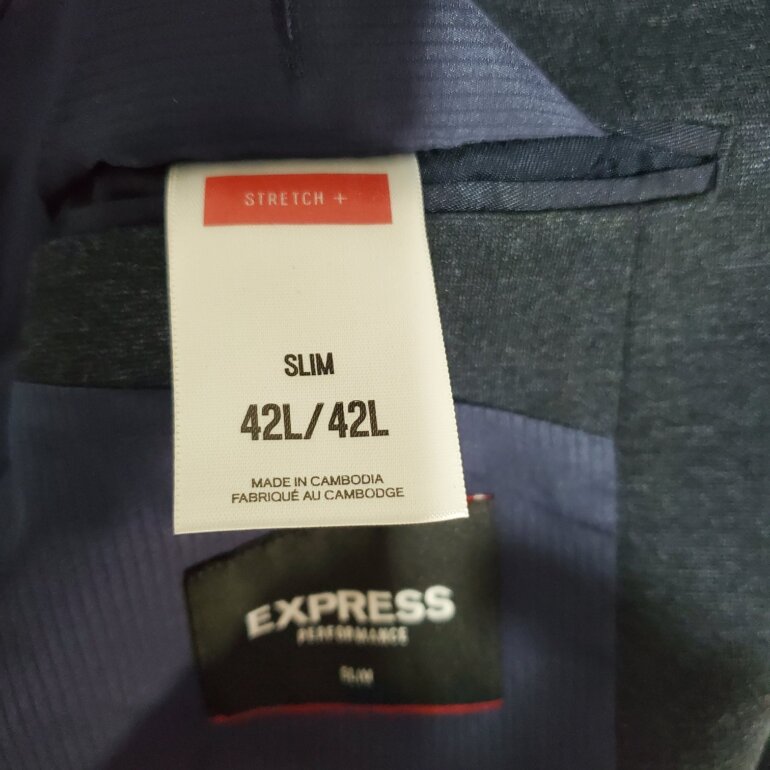 STRETCH +
SLIM
42L/42L
MADE IN CAMBODIA
FABRIQUÉ AU CAMBODGE
EXPRESS
PERFORMANCE
SLIM